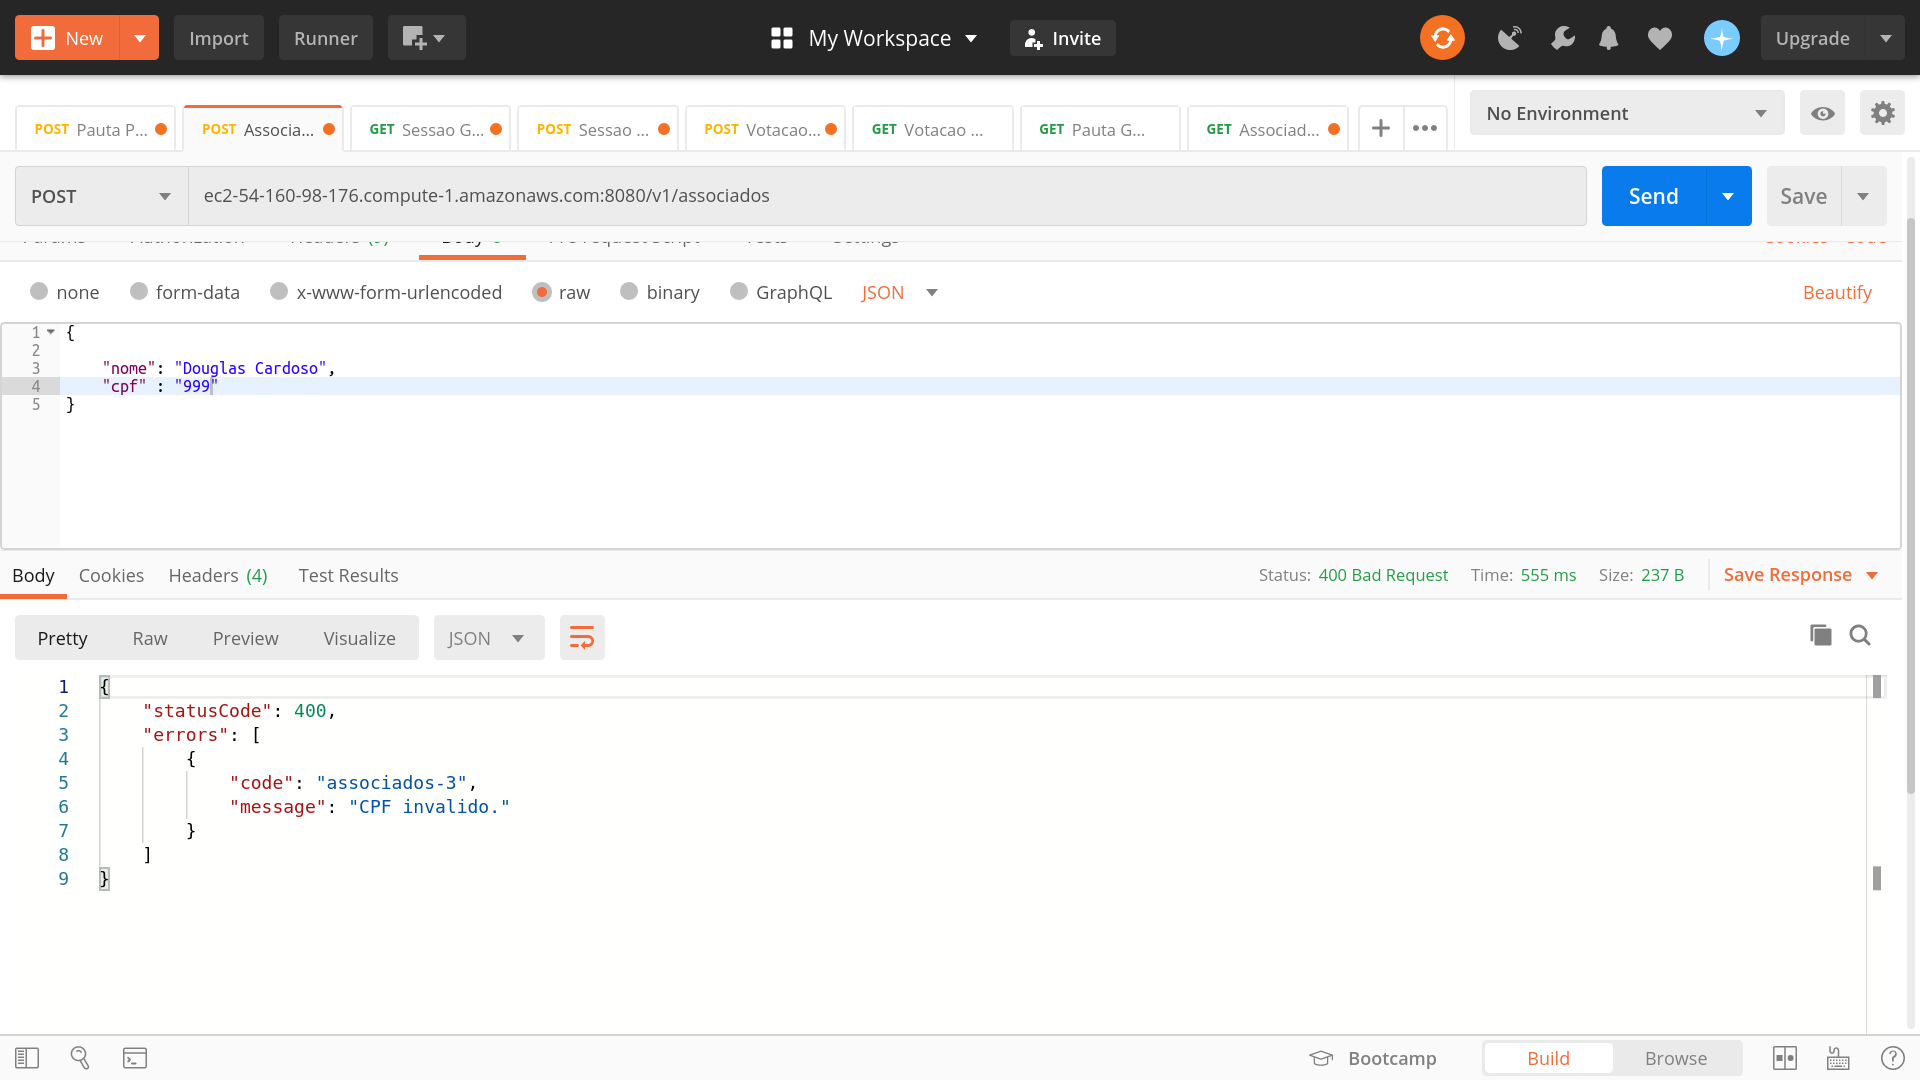 New Import Runner My Workspace Invite Upgrade
POST Pauta P... POST Associa... GET Sessao G... POST Sessao ... POST Votacao... GET Votacao ... GET Pauta G... GET Associad... No Environment
POST ec2-54-160-98-176.compute-1.amazonaws.com:8080/v1/associados Send Save
none form-data x-www-form-urlencoded raw binary GraphQL JSON Beautify
1 {
2
3 "nome": "Douglas Cardoso",
4 "cpf" : "999"
5 }
Body Cookies Headers (4) Test Results Status: 400 Bad Request Time: 555 ms Size: 237 B Save Response
Pretty Raw Preview Visualize JSON
1 {
2 "statusCode": 400,
3 "errors": [
4 {
5 "code": "associados-3",
6 "message": "CPF invalido."
7 }
8 ]
9 }
Bootcamp Build Browse